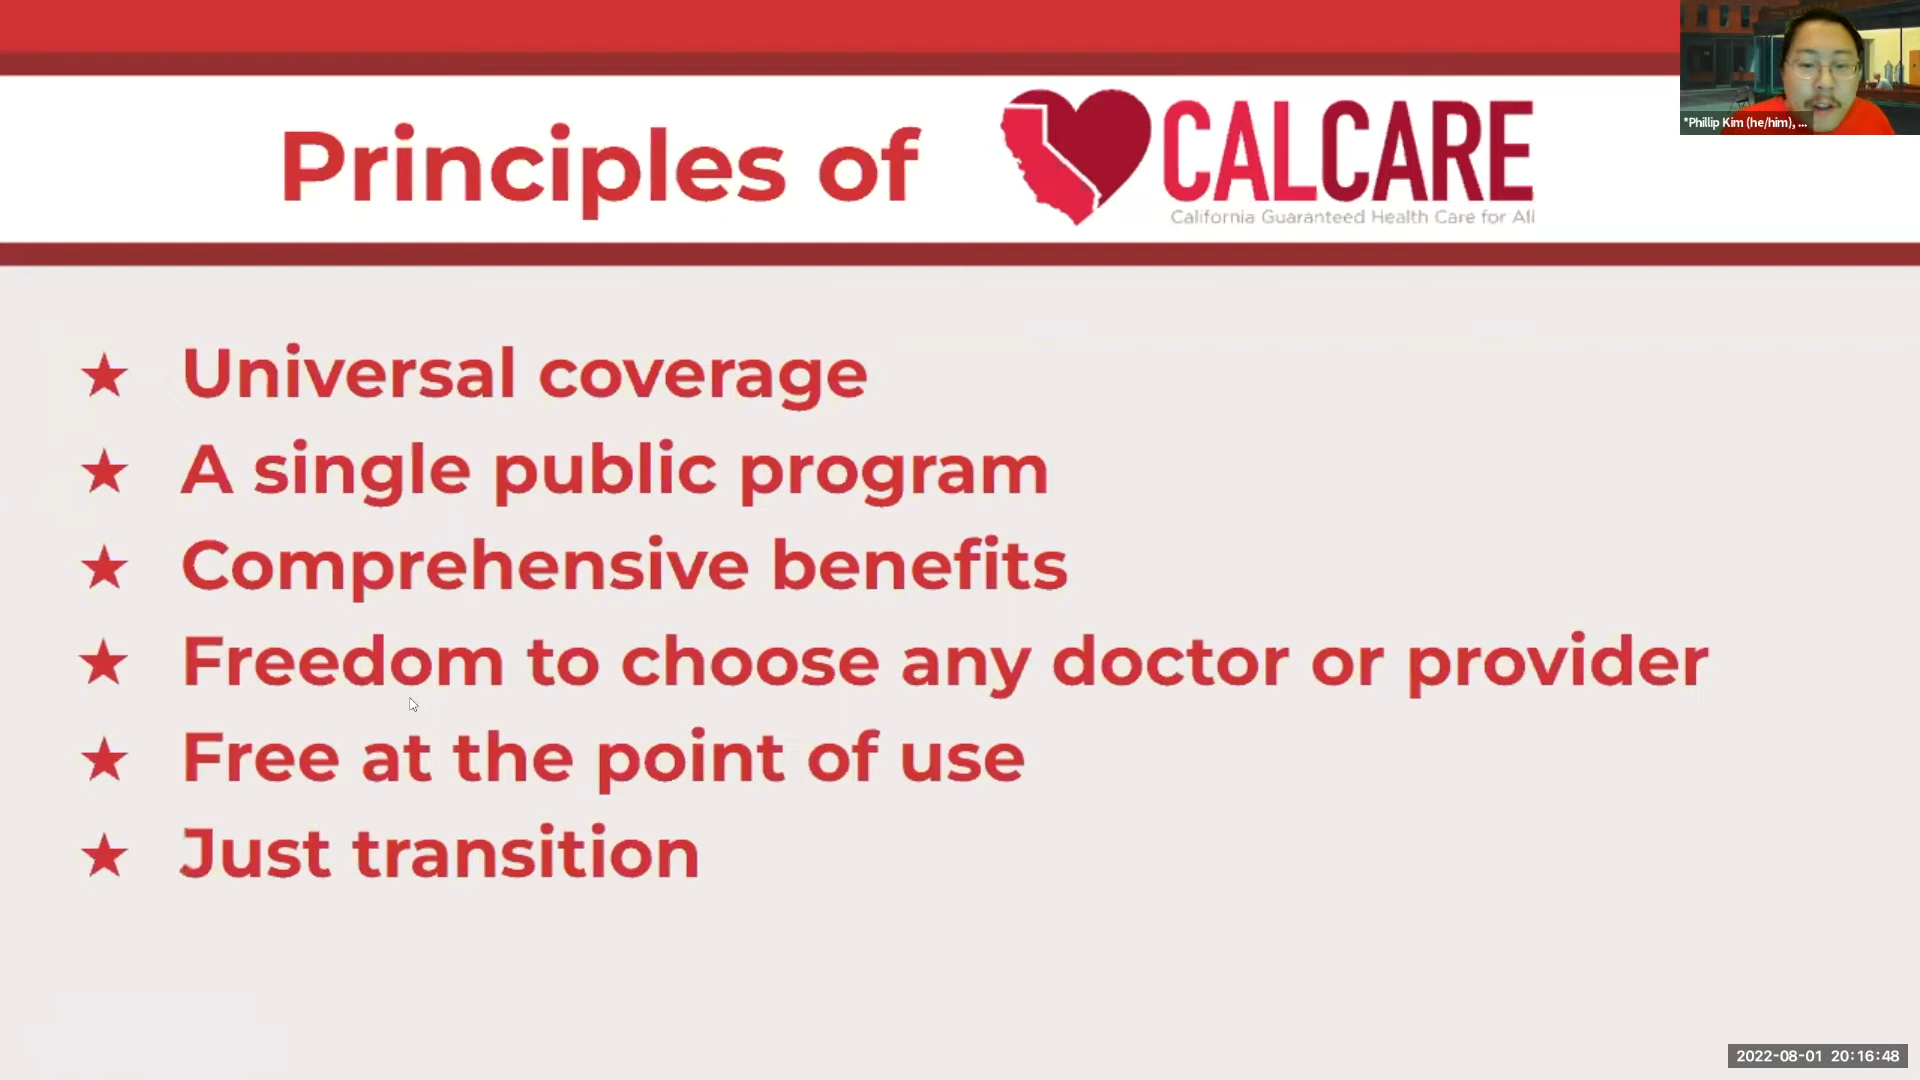 Principles of
CALCARE
California Guaranteed Health Care for All
*Phillip Kim (he/him), ...
★ Universal coverage
★ A single public program
★ Comprehensive benefits
★ Freedom to choose any doctor or provider
★ Free at the point of use
★ Just transition
2022-08-01 20:16:48